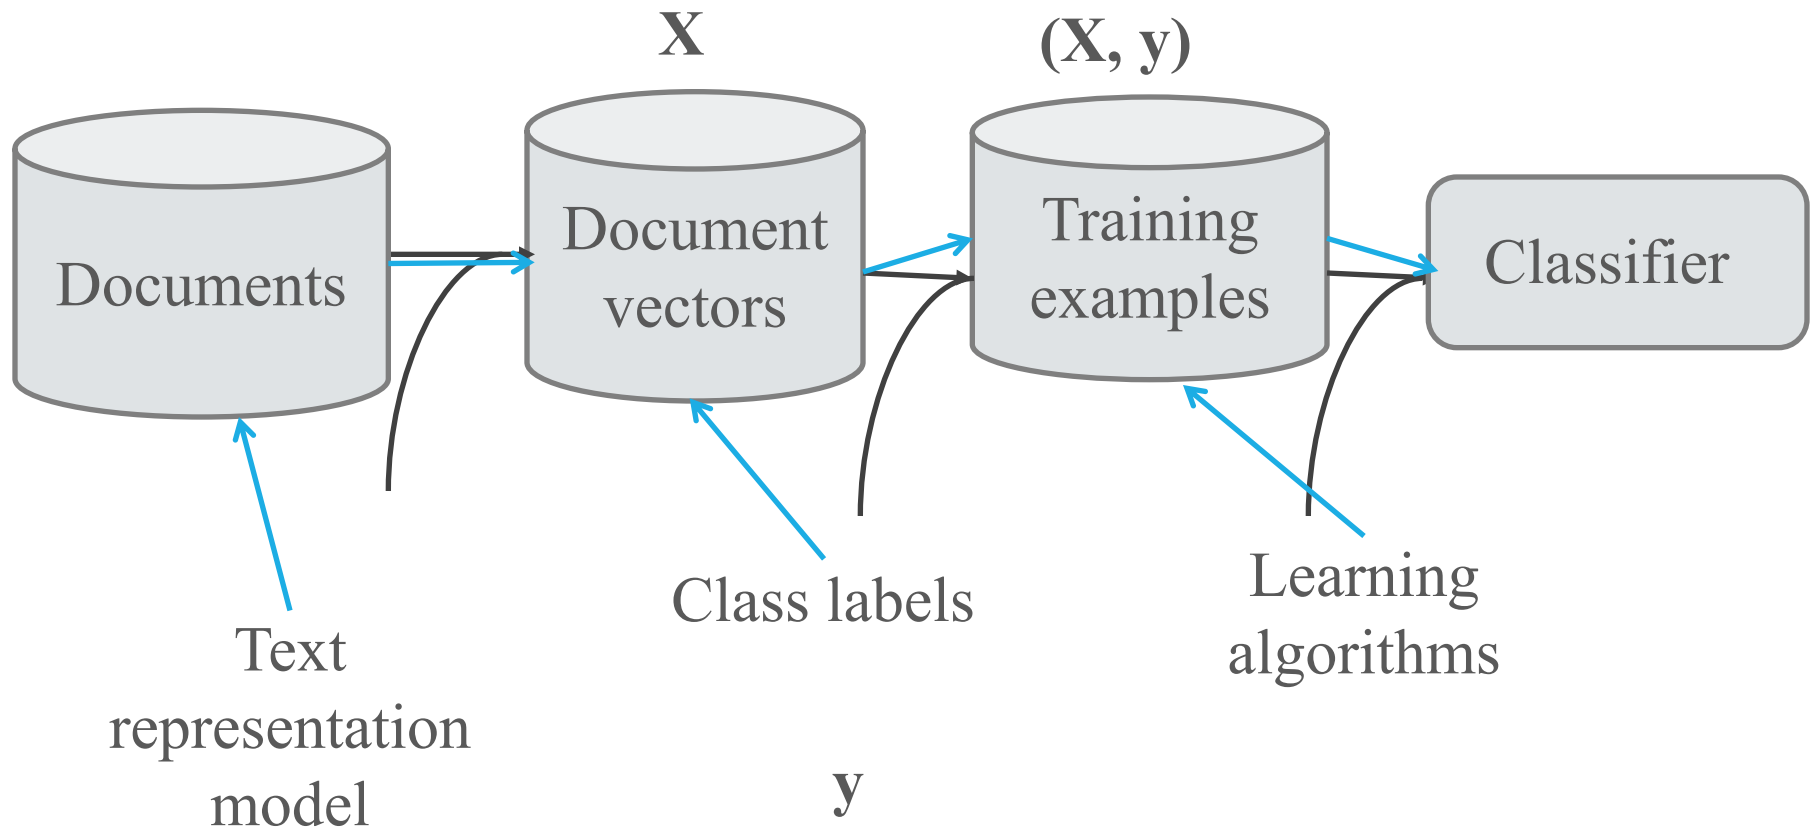 X
(X, y)
Documents
Document
vectors
Training
examples
Classifier
Text
representation
model
Class labels
y
Learning
algorithms